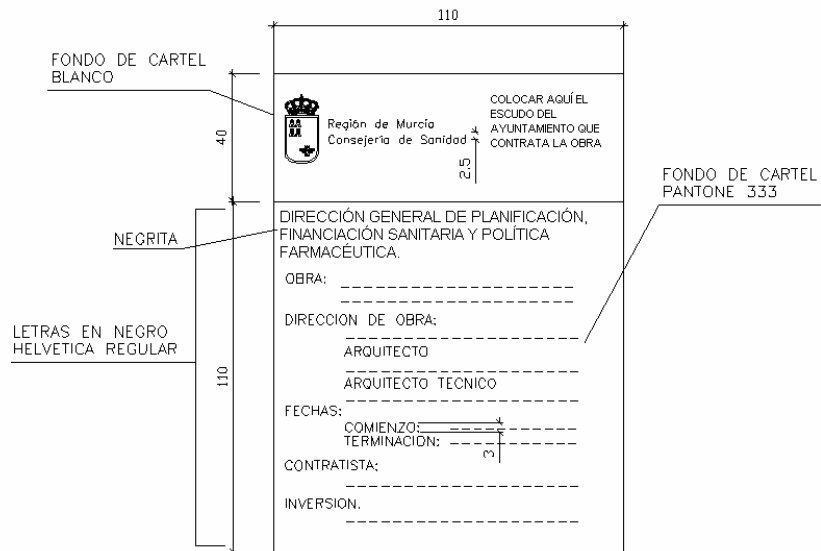 110
FONDO DE CARTEL
BLANCO
40
Región de Murcia
Consejería de Sanidad
2.5
COLOCAR AQUÍ EL
ESCUDO DEL
AYUNTAMIENTO QUE
CONTRATA LA OBRA
FONDO DE CARTEL
PANTONE 333
NEGRITA
DIRECCIÓN GENERAL DE PLANIFICACIÓN,
FINANCIACIÓN SANITARIA Y POLÍTICA
FARMACÉUTICA.
OBRA:
DIRECCION DE OBRA:
LETRAS EN NEGRO
HELVETICA REGULAR
110
ARQUITECTO
ARQUITECTO TECNICO
FECHAS:
COMIENZO:
TERMINACION:
3
CONTRATISTA:
INVERSION.